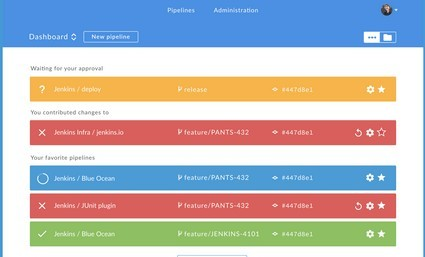 Pipelines Administration
Dashboard New pipeline
Waiting for your approval
? Jenkins / deploy release #447d8e1
You contributed changes to
Jenkins Infra / jenkins.io feature/PANTS-432 #447d8e1
Your favorite pipelines
Jenkins / Blue Ocean feature/PANTS-432 #447d8e1
Jenkins / JUnit plugin feature/PANTS-432 #447d8e1
Jenkins / Blue Ocean feature/JENKINS-4101 #447d8e1